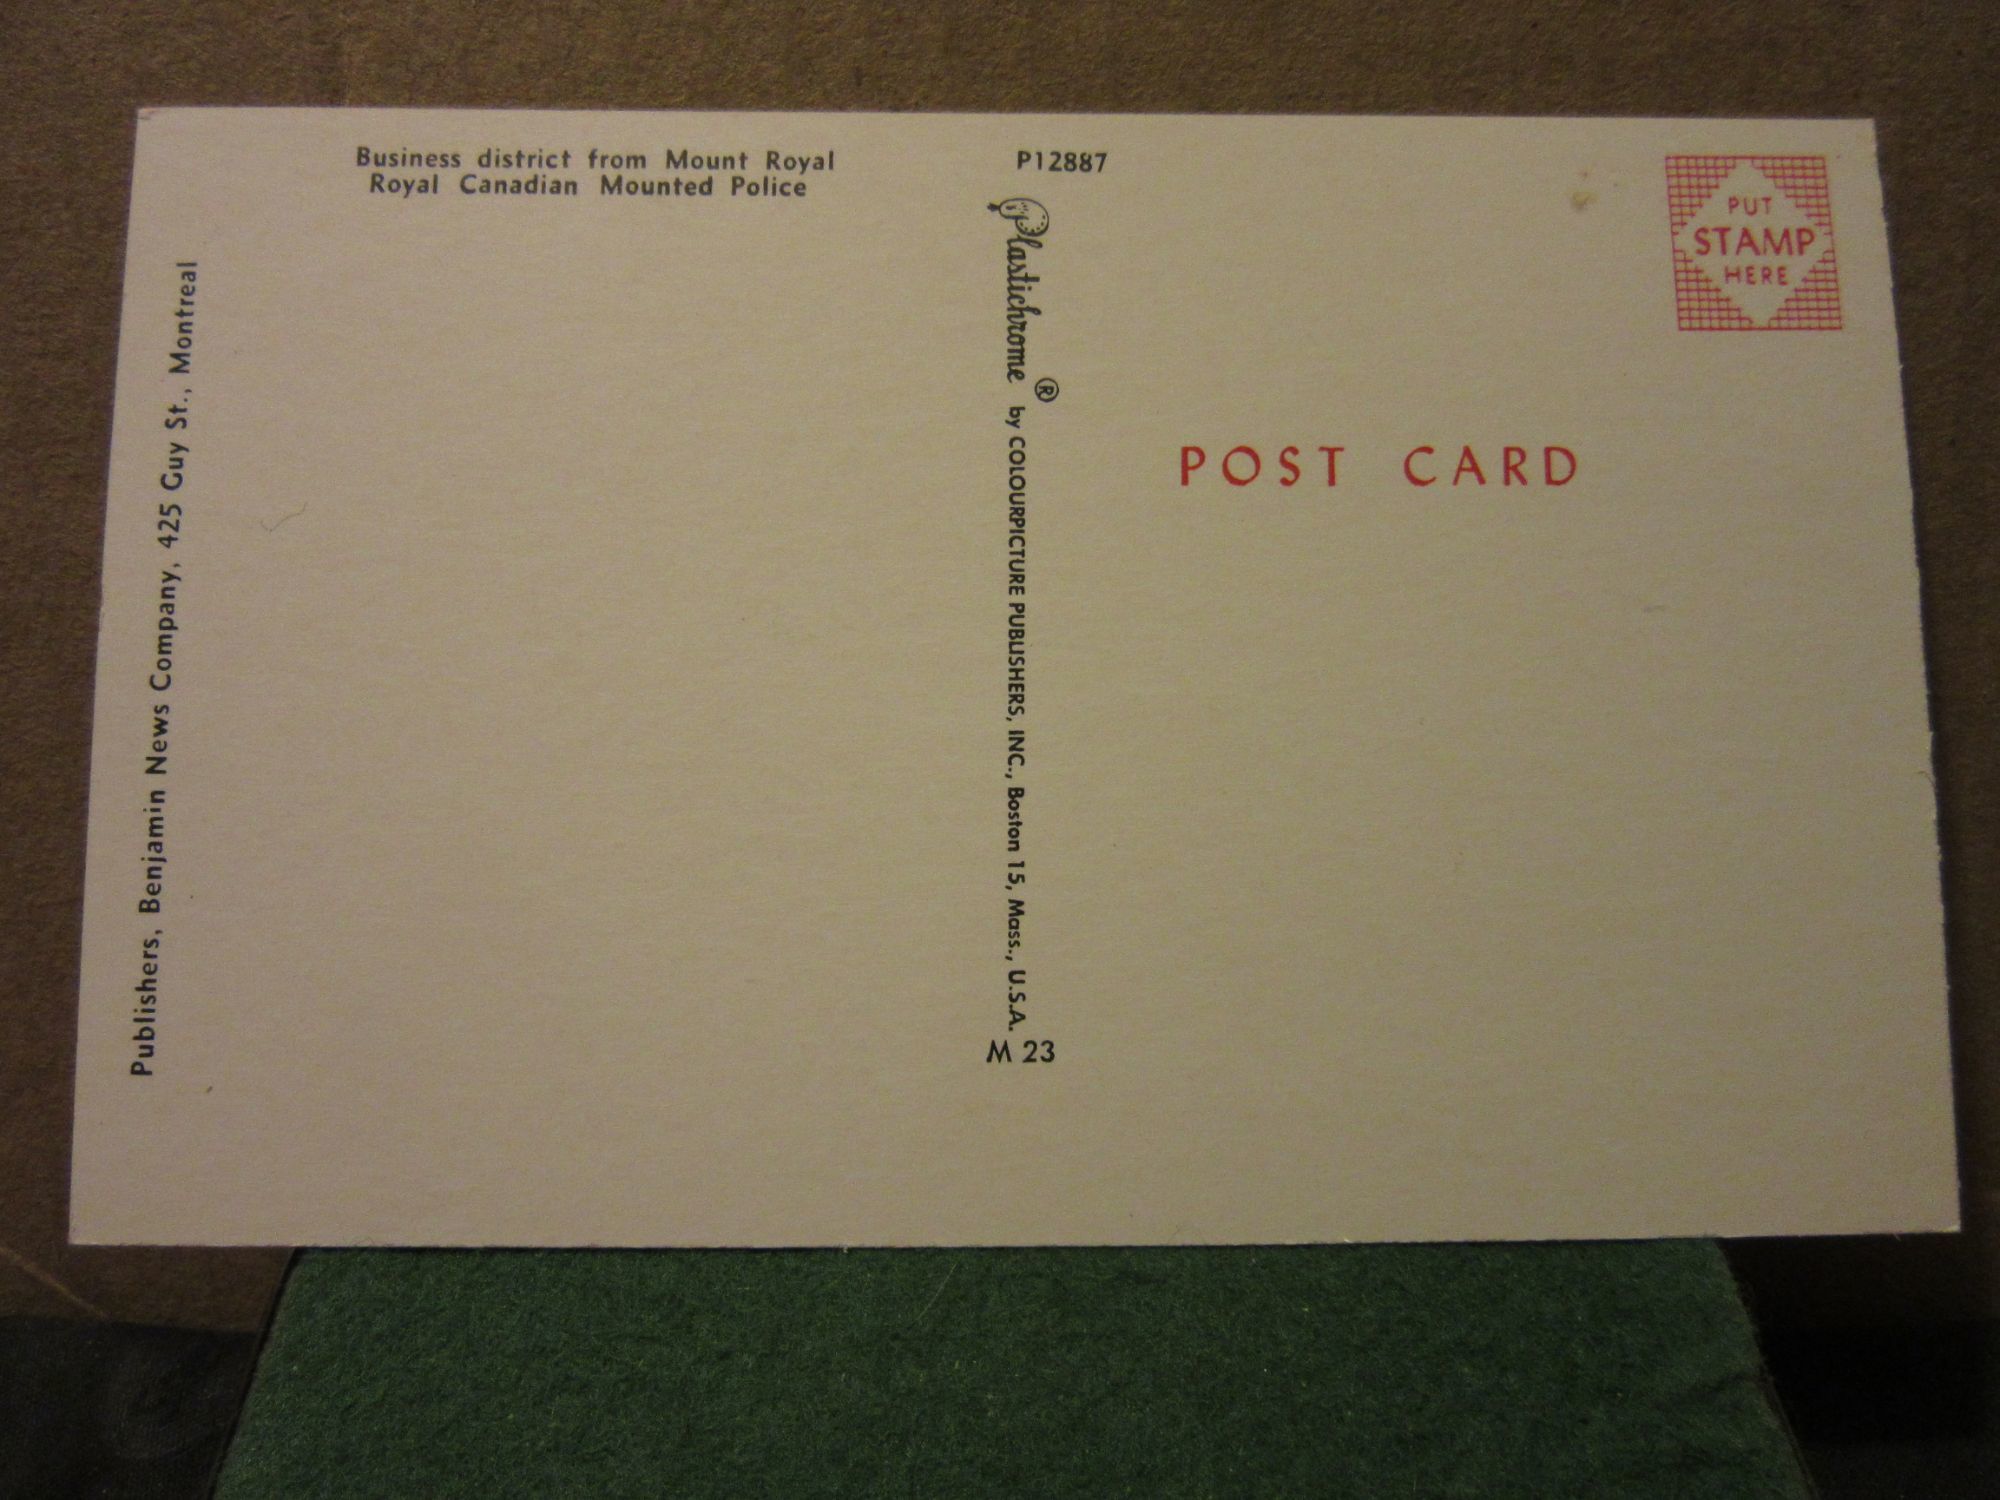 Business district from Mount Royal
Royal Canadian Mounted Police
Publishers, Benjamin News Company, 425 Guy St., Montreal
P12887
Plastichrome ® by COLOURPICTURE PUBLISHERS, INC., Boston 15, Mass., U.S.A.
M 23
PUT
STAMP
HERE
POST CARD